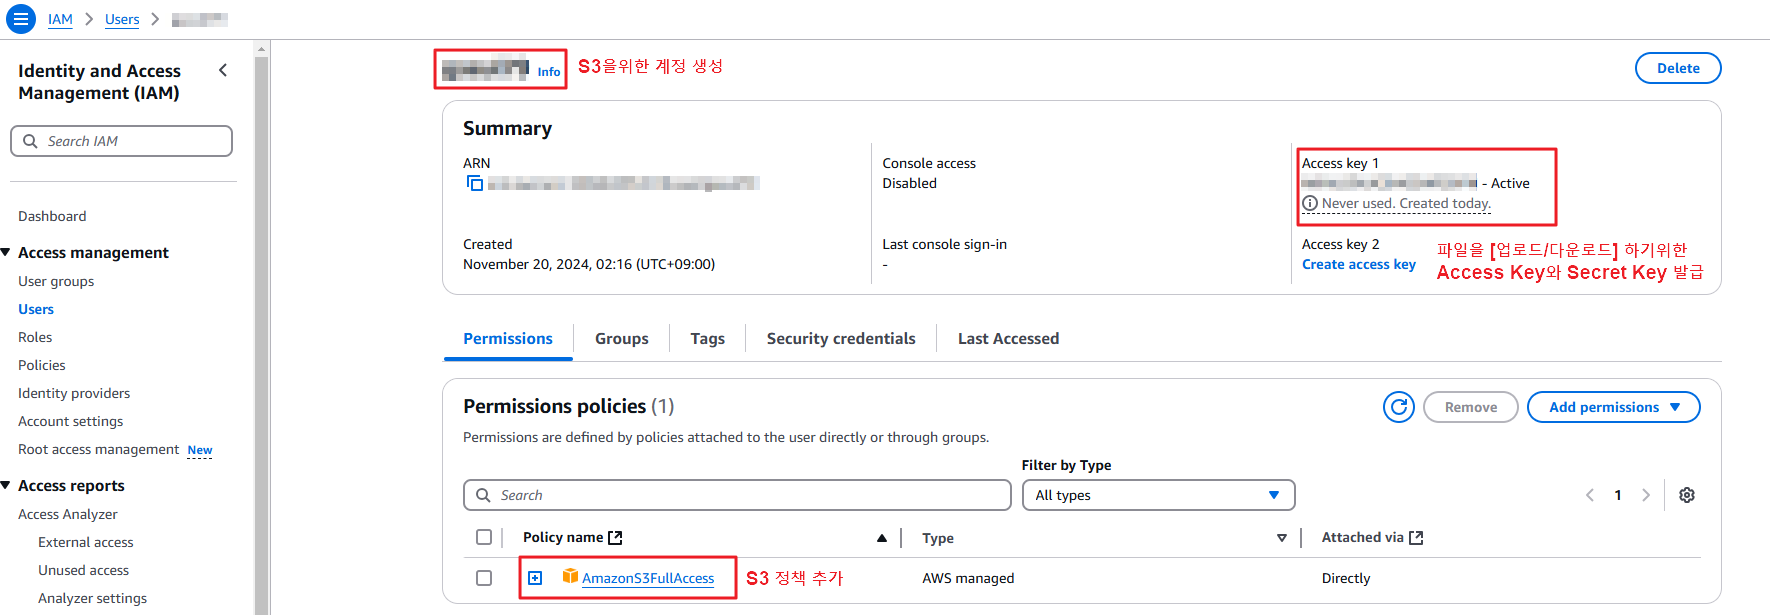 IAM > Users >
Identity and Access
Management (IAM)
Search IAM
Dashboard
Access management
User groups
Users
Roles
Policies
Identity providers
Account settings
Root access management New
Access reports
Access Analyzer
External access
Unused access
Analyzer settings
Info S3을위한 계정 생성
Delete
Summary
ARN
Console access
Disabled
Access key 1
- Active
Never used. Created today.
Created
November 20, 2024, 02:16 (UTC+09:00)
Last console sign-in
-
Access key 2
Create access key
파일을 [업로드/다운로드] 하기위한
Access Key와 Secret Key 발급
Permissions Groups Tags Security credentials Last Accessed
Permissions policies (1)
Remove Add permissions
Permissions are defined by policies attached to the user directly or through groups.
Filter by Type
Search All types 1
Policy name Type Attached via
AmazonS3FullAccess S3 정책 추가 AWS managed Directly